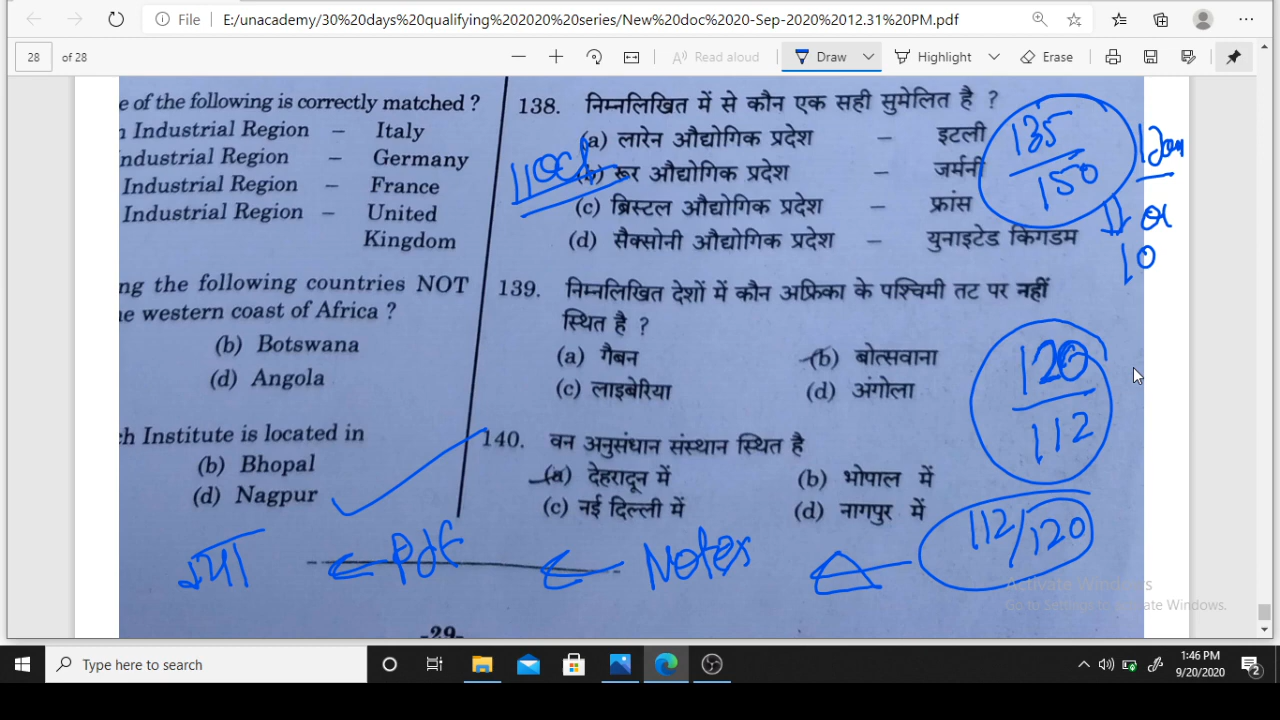 File E:/unacademy/30%20days%20qualifying%202020%20series/New%20doc%2020-Sep-2020%2012.31%20PM.pdf
28 of 28 Read aloud Draw Highlight Erase
e of the following is correctly matched ?
n Industrial Region – Italy
ndustrial Region – Germany
Industrial Region – France
Industrial Region – United
Kingdom
ng the following countries NOT
e western coast of Africa ?
(b) Botswana
(d) Angola
ch Institute is located in
(b) Bhopal
(d) Nagpur
138. निम्नलिखित में से कौन एक सही सुमेलित है ?
(a) लारेन औद्योगिक प्रदेश – इटली
(b) रूर औद्योगिक प्रदेश – जर्मनी
(c) ब्रिस्टल औद्योगिक प्रदेश – फ्रांस
(d) सैक्सोनी औद्योगिक प्रदेश – युनाइटेड किंगडम
139. निम्नलिखित देशों में कौन अफ्रिका के पश्चिमी तट पर नहीं
स्थित है ?
(a) गैबन (b) बोत्सवाना
(c) लाइबेरिया (d) अंगोला
140. वन अनुसंधान संस्थान स्थित है
(a) देहरादून में (b) भोपाल में
(c) नई दिल्ली में (d) नागपुर में
135
150
10
120
112
112/120
Pdf Notes
-29-
Activate Windows
Go to Settings to activate Windows.
Type here to search
1:46 PM
9/20/2020
2